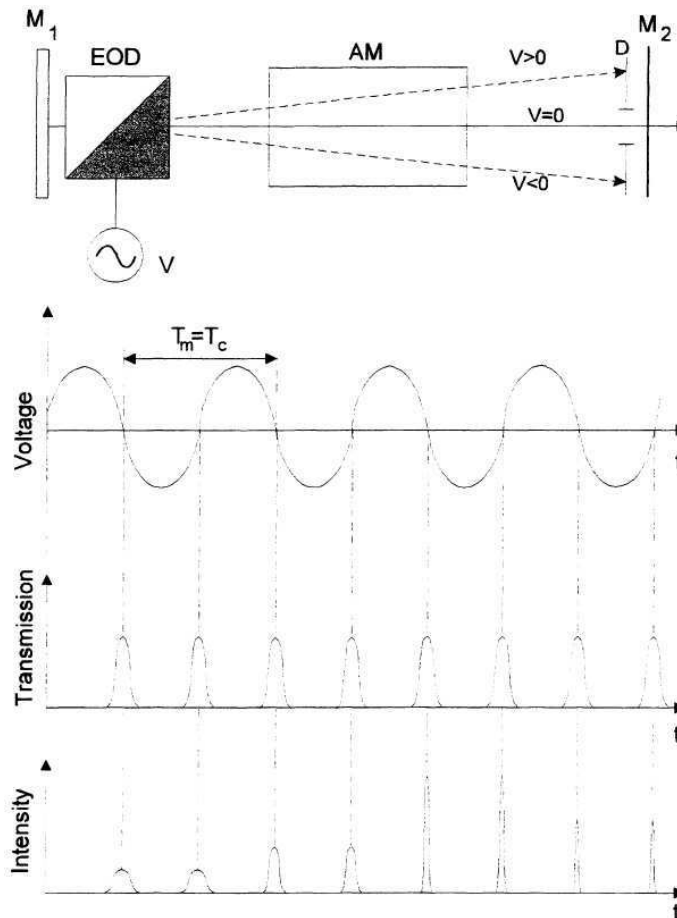 M1 M2
EOD AM V>0 D
V=0
V<0
V
Tm=Tc
Voltage
t
Transmission
t
Intensity
t